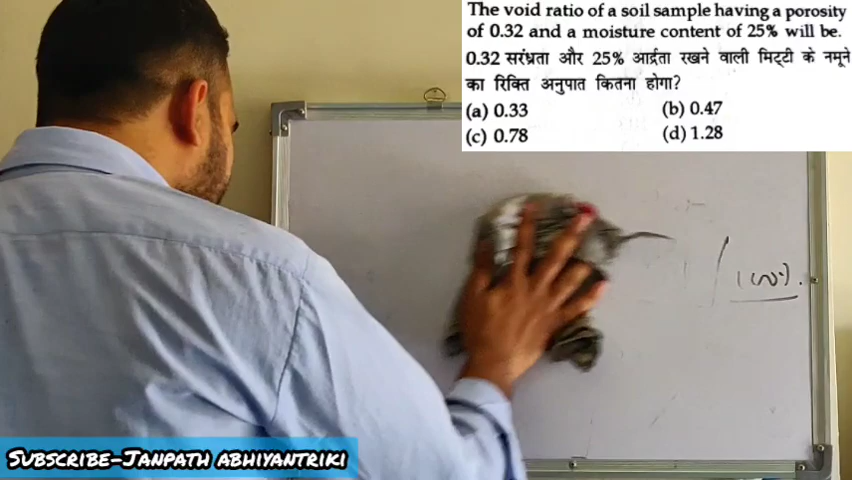 The void ratio of a soil sample having a porosity
of 0.32 and a moisture content of 25% will be.
0.32 सरंध्रता और 25% आर्द्रता रखने वाली मिट्टी के नमूने
का रिक्ति अनुपात कितना होगा?
(a) 0.33 (b) 0.47
(c) 0.78 (d) 1.28
SUBSCRIBE-JANPATH ABHIYANTRIKI